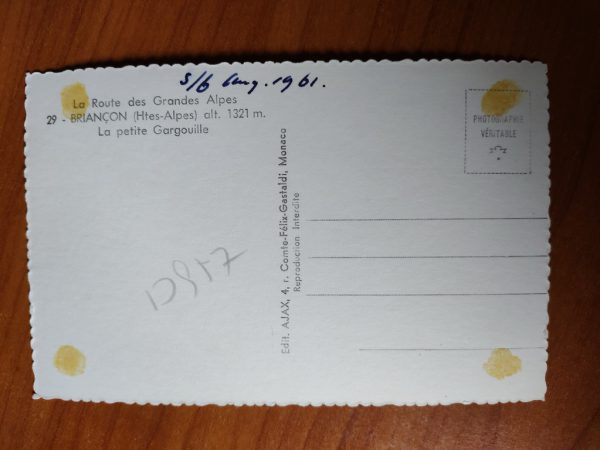 5/6 Aug. 1961.
La Route des Grandes Alpes
29 - BRIANÇON (Htes-Alpes) alt. 1321 m.
La petite Gargouille
PHOTOGRAPHIE
VÉRITABLE
Edit. AJAX, 4, r. Comte-Félix-Gastaldi, Monaco
Reproduction Interdite